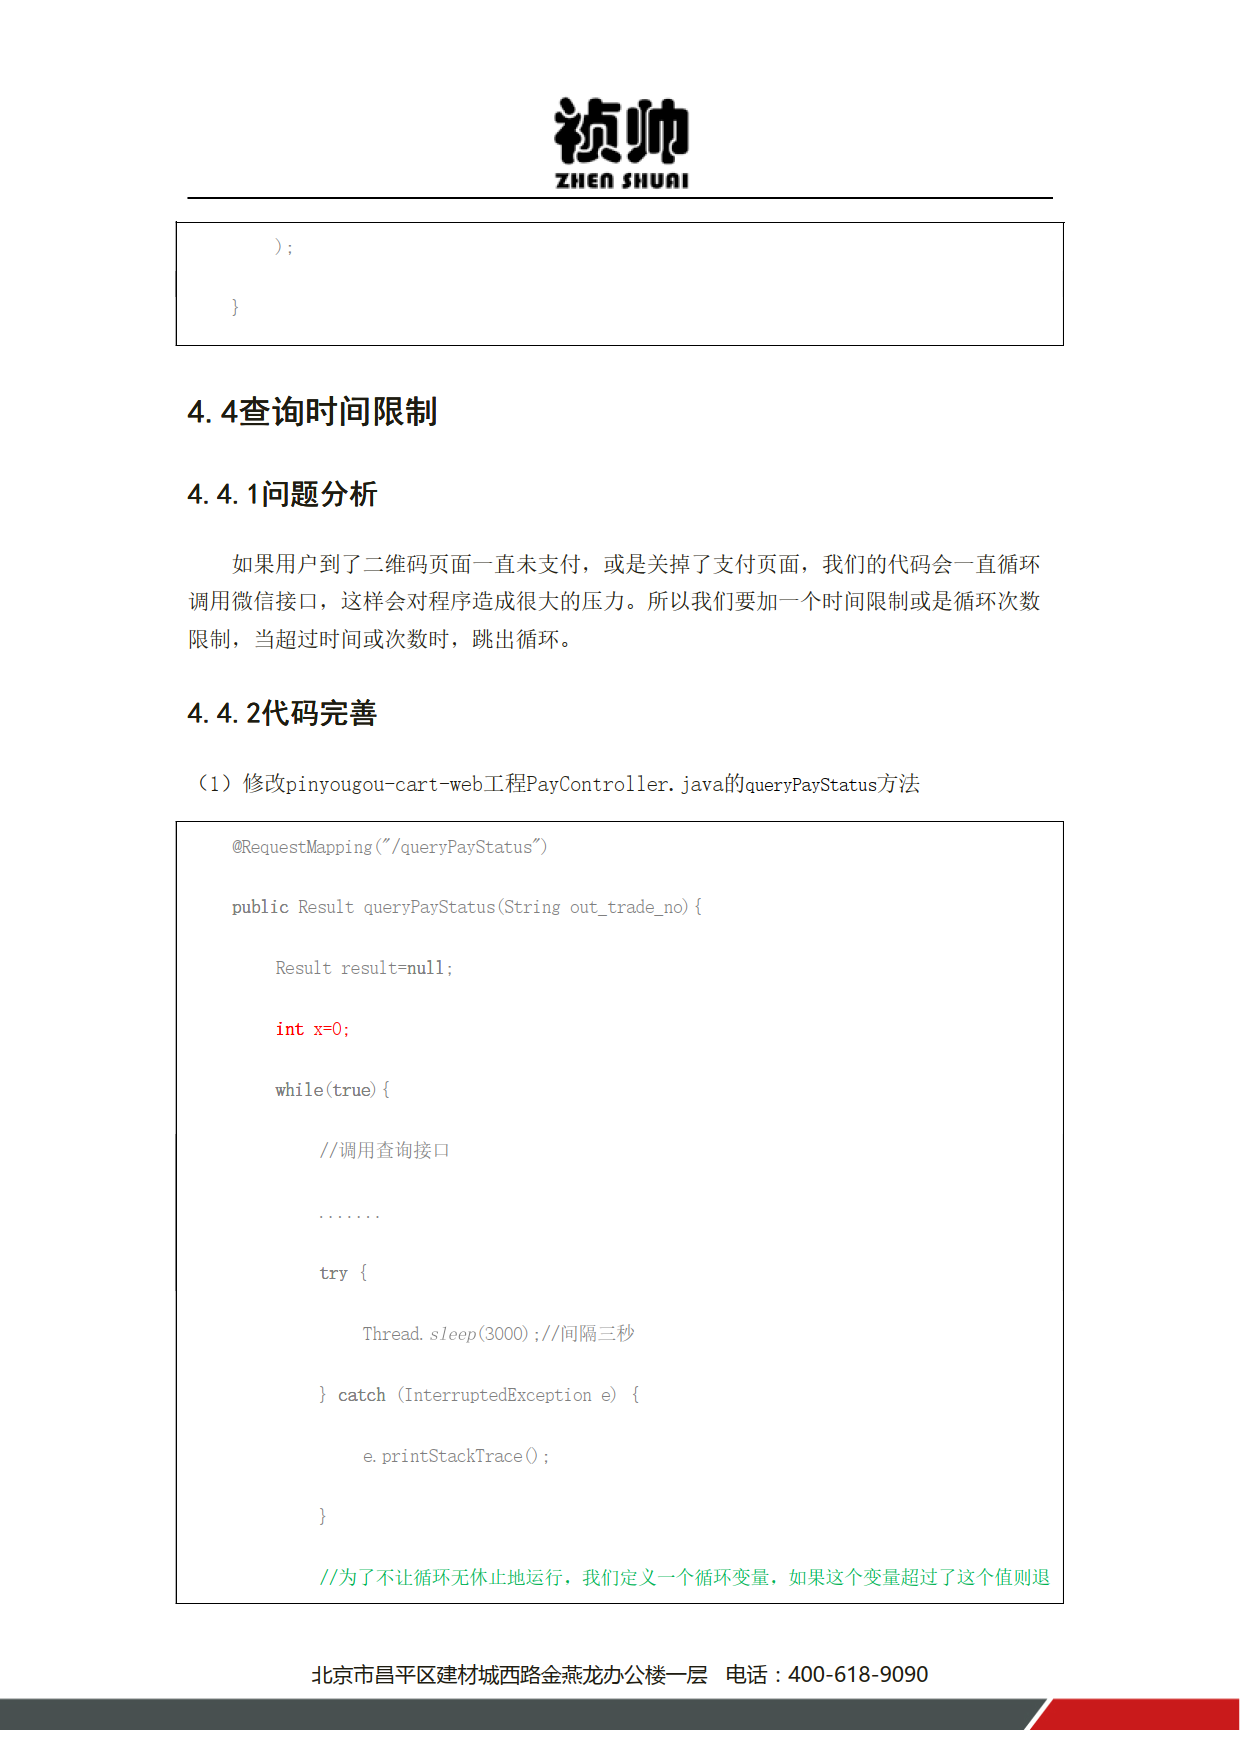 祯帅
ZHEN SHUAI
);
}
4.4查询时间限制
4.4.1问题分析
如果用户到了二维码页面一直未支付，或是关掉了支付页面，我们的代码会一直循环
调用微信接口，这样会对程序造成很大的压力。所以我们要加一个时间限制或是循环次数
限制，当超过时间或次数时，跳出循环。
4.4.2代码完善
（1）修改pinyougou-cart-web工程PayController.java的queryPayStatus方法
@RequestMapping("/queryPayStatus")
public Result queryPayStatus(String out_trade_no){
Result result=null;
int x=0;
while(true){
//调用查询接口
.......
try {
Thread.sleep(3000);//间隔三秒
} catch (InterruptedException e) {
e.printStackTrace();
}
//为了不让循环无休止地运行，我们定义一个循环变量，如果这个变量超过了这个值则退
北京市昌平区建材城西路金燕龙办公楼一层 电话：400-618-9090